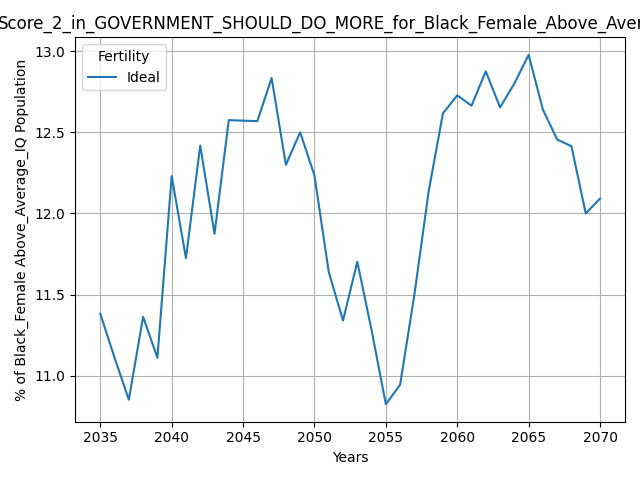 Score_2_in_GOVERNMENT_SHOULD_DO_MORE_for_Black_Female_Above_Aver
13.0
12.5
12.0
11.5
11.0
% of Black_Female Above_Average_IQ Population
Fertility
Ideal
2035 2040 2045 2050 2055 2060 2065 2070
Years